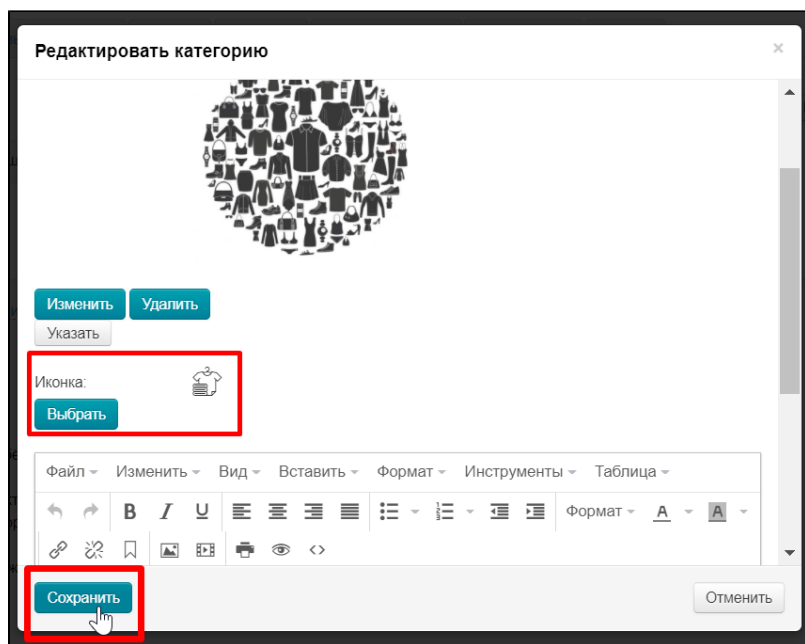 Редактировать категорию ×
Изменить Удалить
Указать
Иконка:
Выбрать
Файл Изменить Вид Вставить Формат Инструменты Таблица
B I U Формат A A
Сохранить Отменить